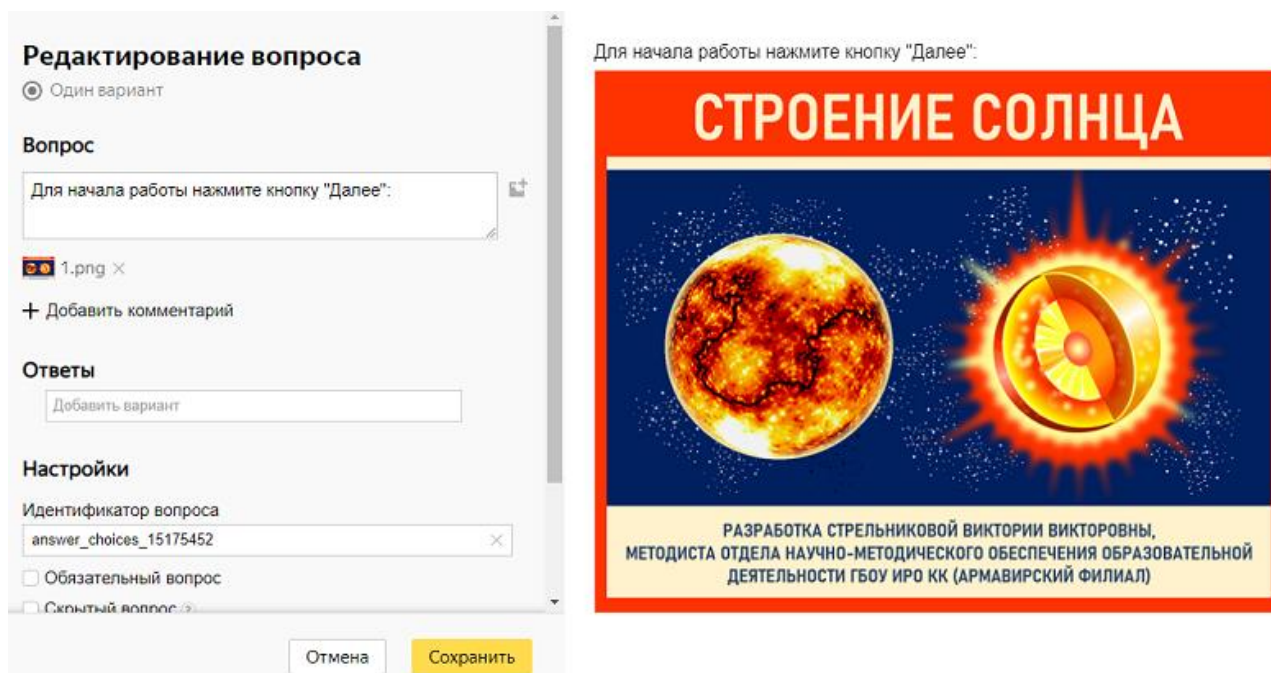 Редактирование вопроса
Один вариант
Вопрос
Для начала работы нажмите кнопку "Далее":
1.png ×
+ Добавить комментарий
Ответы
Добавить вариант
Настройки
Идентификатор вопроса
answer_choices_15175452
Обязательный вопрос
Скрытый вопрос
Отмена
Сохранить
Для начала работы нажмите кнопку "Далее":
СТРОЕНИЕ СОЛНЦА
РАЗРАБОТКА СТРЕЛЬНИКОВОЙ ВИКТОРИИ ВИКТОРОВНЫ,
МЕТОДИСТА ОТДЕЛА НАУЧНО-МЕТОДИЧЕСКОГО ОБЕСПЕЧЕНИЯ ОБРАЗОВАТЕЛЬНОЙ
ДЕЯТЕЛЬНОСТИ ГБОУ ИРО КК (АРМАВИРСКИЙ ФИЛИАЛ)